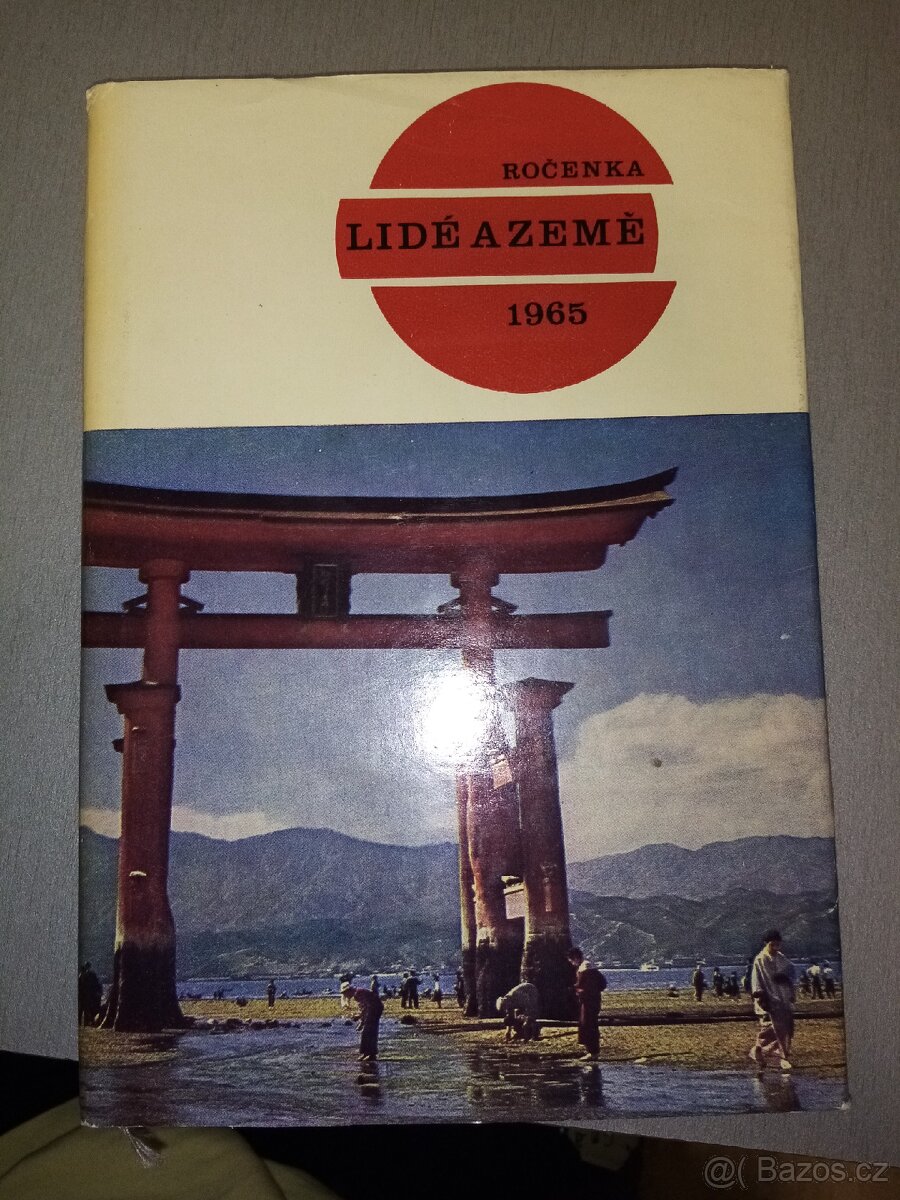 ROČENKA
LIDÉ A ZEMĚ
1965
@( Bazos.cz